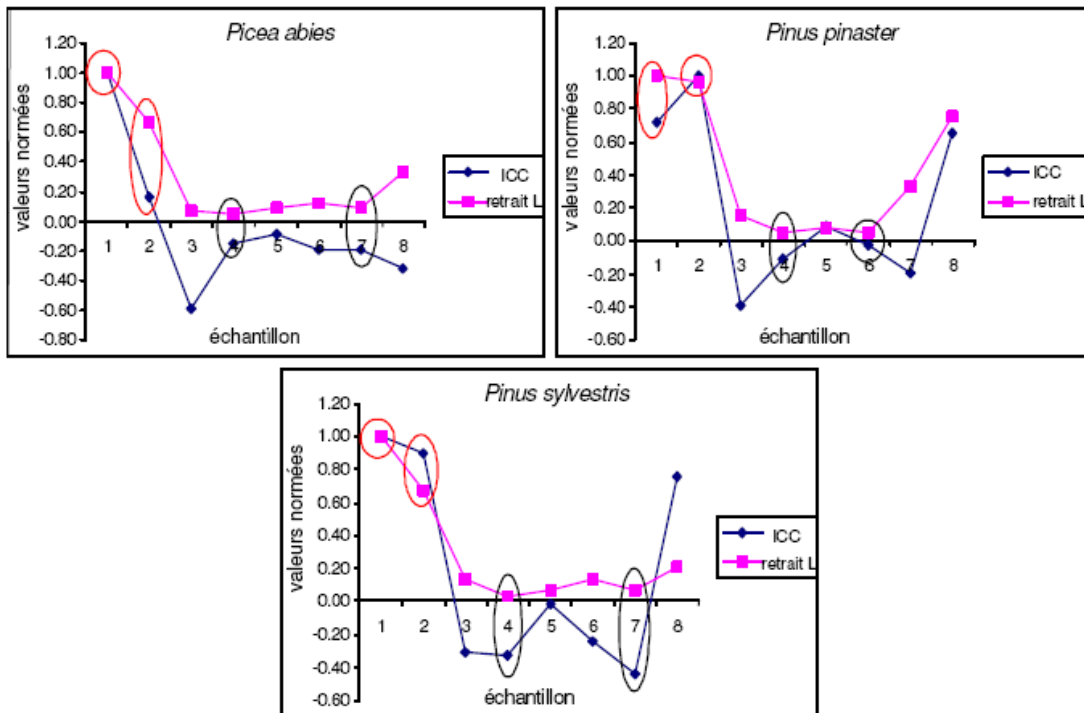 Picea abies
1.20
1.00
0.80
0.60
0.40
0.20
0.00
-0.20
-0.40
-0.60
-0.80
valeurs normées
1 2 3 4 5 6 7 8
échantillon
ICC
retrait L
Pinus pinaster
1.20
1.00
0.80
0.60
0.40
0.20
0.00
-0.20
-0.40
-0.60
valeurs normées
1 2 3 4 5 6 7 8
échantillon
ICC
retrait L
Pinus sylvestris
1.20
1.00
0.80
0.60
0.40
0.20
0.00
-0.20
-0.40
-0.60
valeurs normées
1 2 3 4 5 6 7 8
échantillon
ICC
retrait L